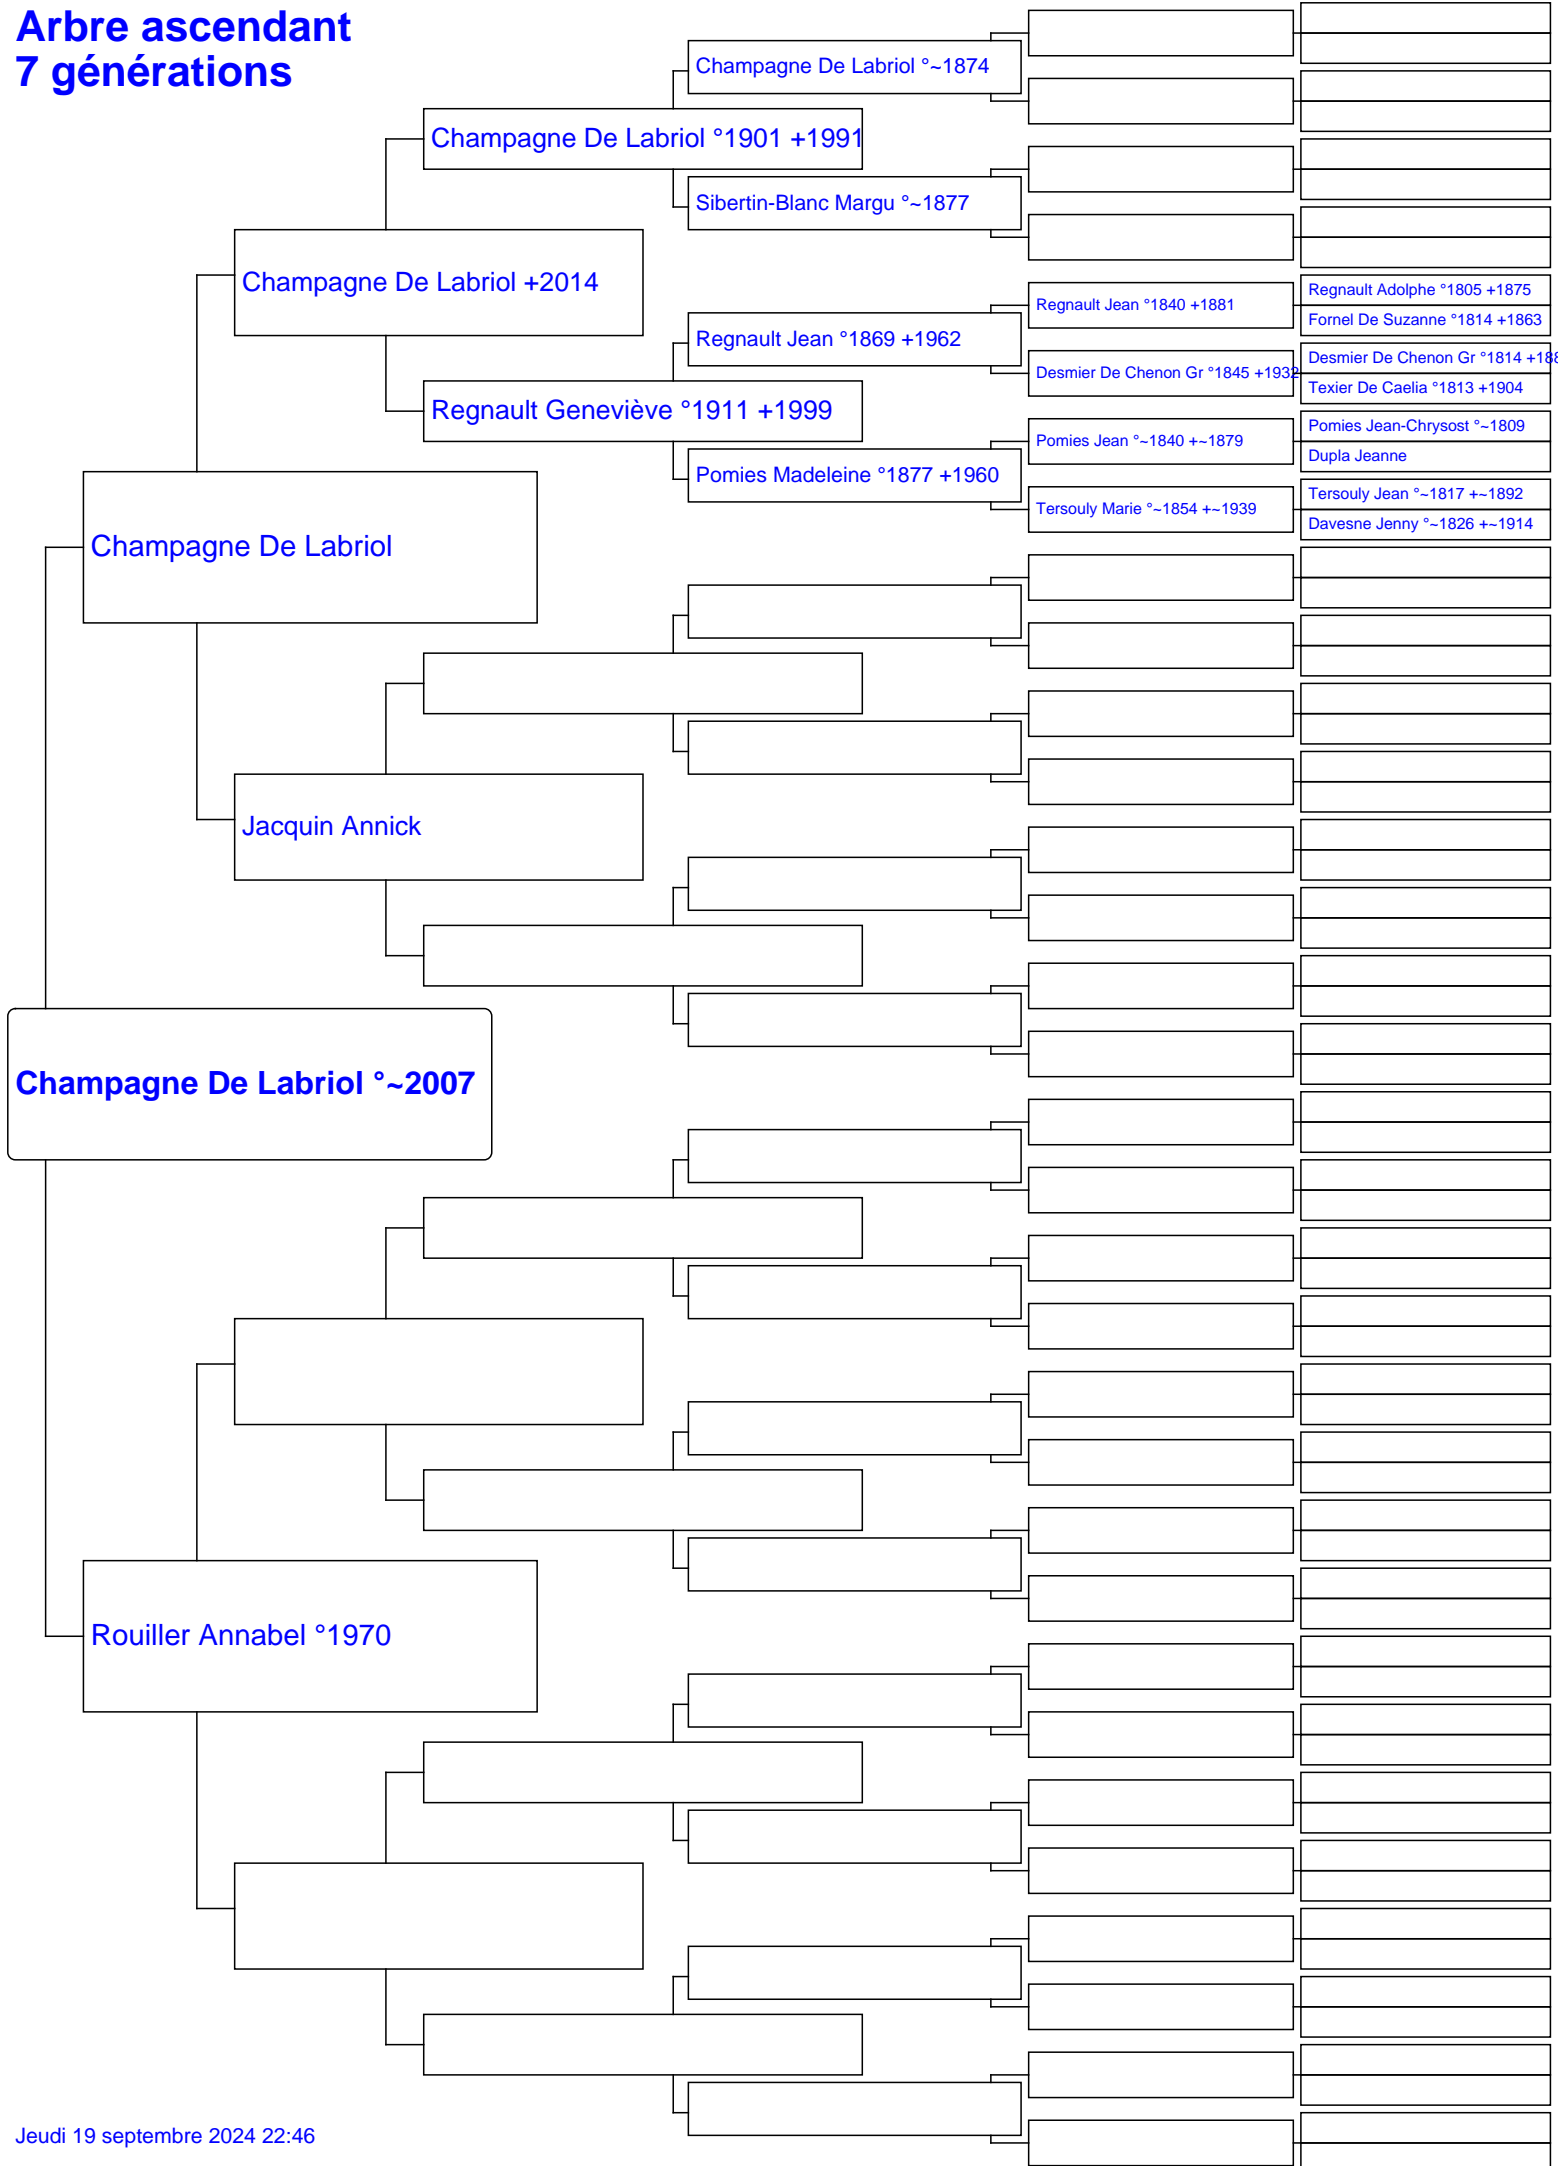 Arbre ascendant
7 générations
Champagne De Labriol °~1874
Champagne De Labriol °1901 +1991
Sibertin-Blanc Margu °~1877
Champagne De Labriol +2014
Regnault Adolphe °1805 +1875
Regnault Jean °1840 +1881
Fornel De Suzanne °1814 +1863
Regnault Jean °1869 +1962
Desmier De Chenon Gr °1814 +188
Desmier De Chenon Gr °1845 +1932
Texier De Caelia °1813 +1904
Regnault Geneviève °1911 +1999
Pomies Jean-Chrysost °~1809
Pomies Jean °~1840 +~1879
Dupla Jeanne
Pomies Madeleine °1877 +1960
Tersouly Jean °~1817 +~1892
Tersouly Marie °~1854 +~1939
Davesne Jenny °~1826 +~1914
Champagne De Labriol
Jacquin Annick
Champagne De Labriol °~2007
Rouiller Annabel °1970
Jeudi 19 septembre 2024 22:46